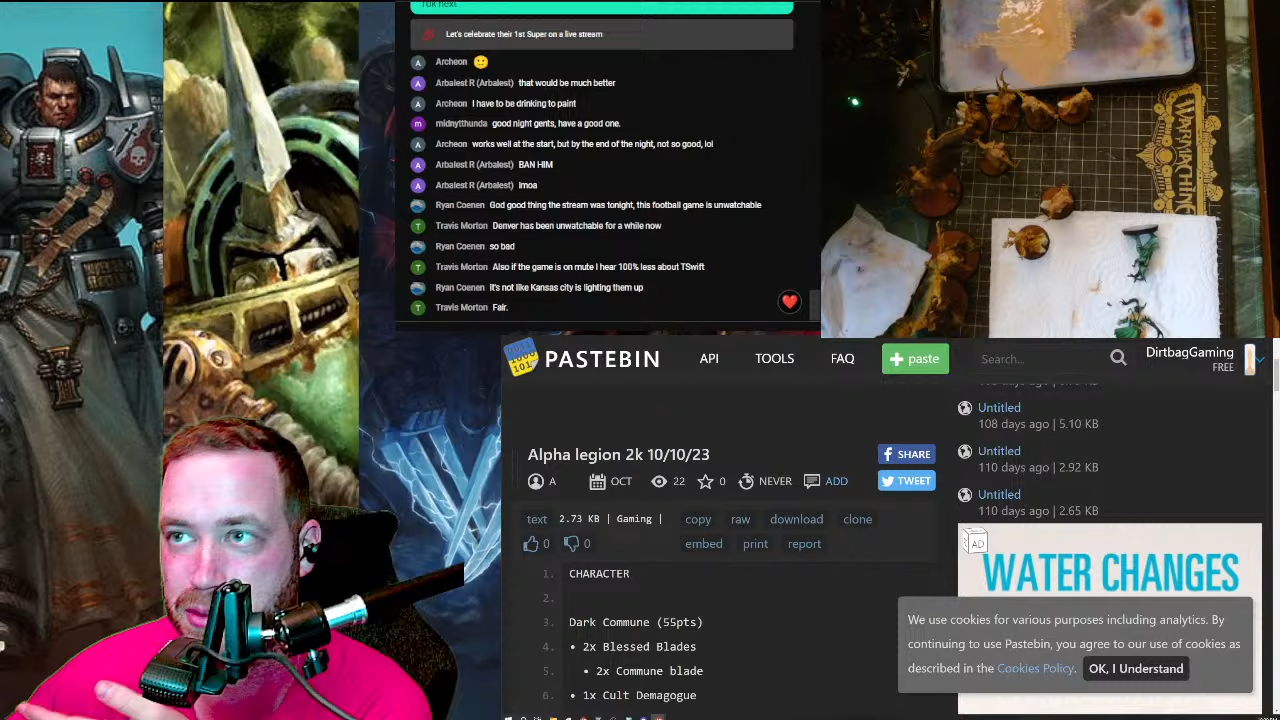 Tuk next
Let's celebrate their 1st Super on a live stream
A Archeon 🙂
A Arbalest R (Arbalest) that would be much better
A Archeon I have to be drinking to paint
m midnytthunda good night gents, have a good one.
A Archeon works well at the start, but by the end of the night, not so good, lol
A Arbalest R (Arbalest) BAN HIM
A Arbalest R (Arbalest) lmoa
Ryan Coenen God good thing the stream was tonight, this football game is unwatchable
T Travis Morton Denver has been unwatchable for a while now
Ryan Coenen so bad
T Travis Morton Also if the game is on mute I hear 100% less about TSwift
Ryan Coenen it's not like Kansas city is lighting them up
T Travis Morton Fair.
WARMACHINE
PASTEBIN API TOOLS FAQ + paste Search... DirtbagGaming
FREE
Untitled
108 days ago | 5.10 KB
Untitled
110 days ago | 2.92 KB
Untitled
110 days ago | 2.65 KB
Alpha legion 2k 10/10/23
SHARE
A OCT 22 0 NEVER ADD
TWEET
text 2.73 KB | Gaming | copy raw download clone
0 0 embed print report
1. CHARACTER
2.
3. Dark Commune (55pts)
4. • 2x Blessed Blades
5. • 2x Commune blade
6. • 1x Cult Demagogue
AD
WATER CHANGES
We use cookies for various purposes including analytics. By
continuing to use Pastebin, you agree to our use of cookies as
described in the Cookies Policy. OK, I Understand